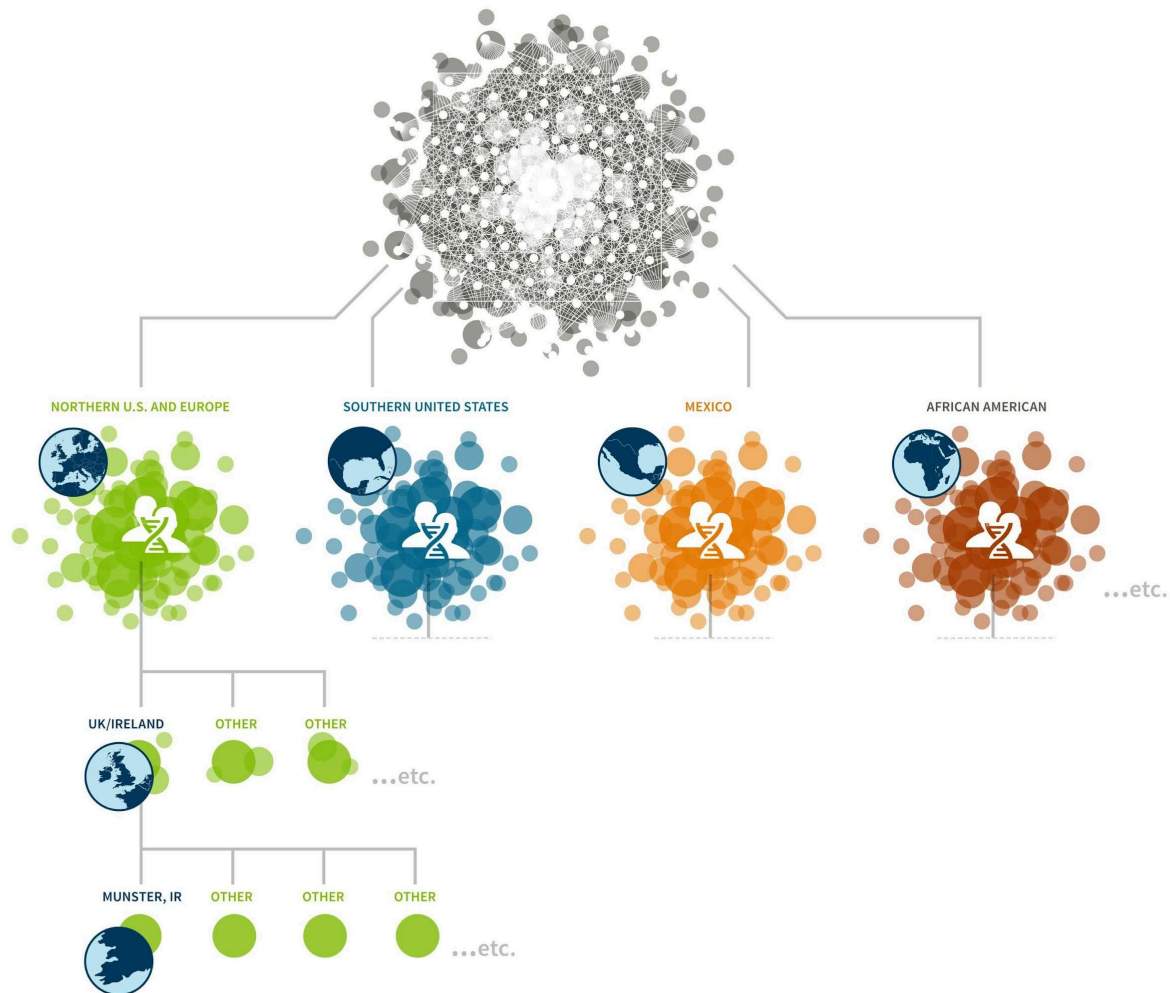 NORTHERN U.S. AND EUROPE
SOUTHERN UNITED STATES
MEXICO
AFRICAN AMERICAN
...etc.
UK/IRELAND
OTHER
OTHER
...etc.
MUNSTER, IR
OTHER
OTHER
OTHER
...etc.